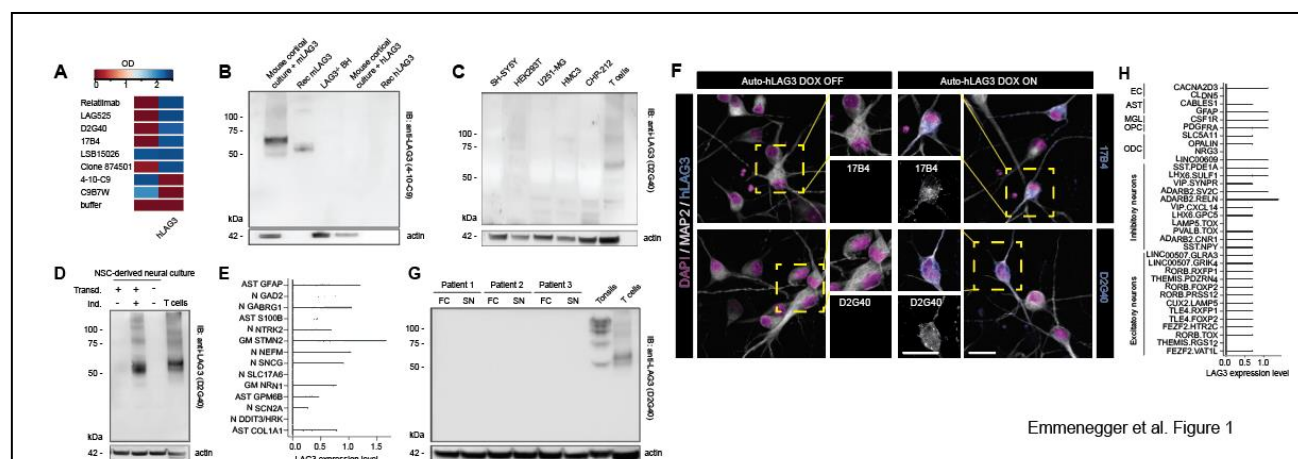 A
OD
0 1 2
Relatlimab
LAG525
D2G40
17B4
LSB15026
Clone 874501
4-10-C9
C9B7W
buffer
hLAG3
B
Mouse cortical culture + mLAG3
Rec mLAG3
LAG3-/- BH
Mouse cortical culture + hLAG3
Rec hLAG3
100 -
75 -
50 -
kDa
42 -
actin
IB: anti-LAG3 (4-10-C9)
C
SH-SY5Y
HEK293T
U251-MG
HMC3
CHP-212
T cells
100 -
75 -
50 -
kDa
42 -
actin
IB: anti-LAG3 (D2G40)
D
NSC-derived neural culture
Transd. + + -
Ind. - + -
T cells
100 -
75 -
50 -
kDa
42 -
actin
IB: anti-LAG3 (D2G40)
E
AST GFAP
N GAD2
N GABRG1
AST S100B
N NTRK2
GM STMN2
N NEFM
N SNCG
N SLC17A6
GM NRN1
AST GPM6B
N SCN2A
N DDIT3/HRK
AST COL1A1
0.0 0.5 1.0 1.5
LAG3 expression level
G
Patient 1 Patient 2 Patient 3
FC SN FC SN FC SN
Tonsils
T cells
100 -
75 -
50 -
kDa
42 -
actin
IB: anti-LAG3 (D2G40)
F
Auto-hLAG3 DOX OFF
Auto-hLAG3 DOX ON
DAPI / MAP2 / hLAG3
17B4
17B4
17B4
D2G40
D2G40
D2G40
H
EC
AST
MGL
OPC
ODC
Inhibitory neurons
Excitatory neurons
CACNA2D3
CLDN5
CABLES1
GFAP
CSF1R
PDGFRA
SLC5A11
OPALIN
NRG3
LINC00609
SST.PDE1A
LHX6.SULF1
VIP.SYNPR
ADARB2.SV2C
ADARB2.RELN
VIP.CXCL14
LHX6.GPC5
LAMP5.TOX
PVALB.TOX
ADARB2.CNR1
SST.NPY
LINC00507.GLRA3
LINC00507.GRIK4
RORB.RXFP1
THEMIS.PDZRN4
RORB.FOXP2
RORB.PRSS12
CUX2.LAMP5
TLE4.RXFP1
TLE4.FOXP2
FEZF2.HTR2C
RORB.TOX
THEMIS.RGS12
FEZF2.VAT1L
0.0 0.5 1.0
LAG3 expression level
Emmenegger et al. Figure 1